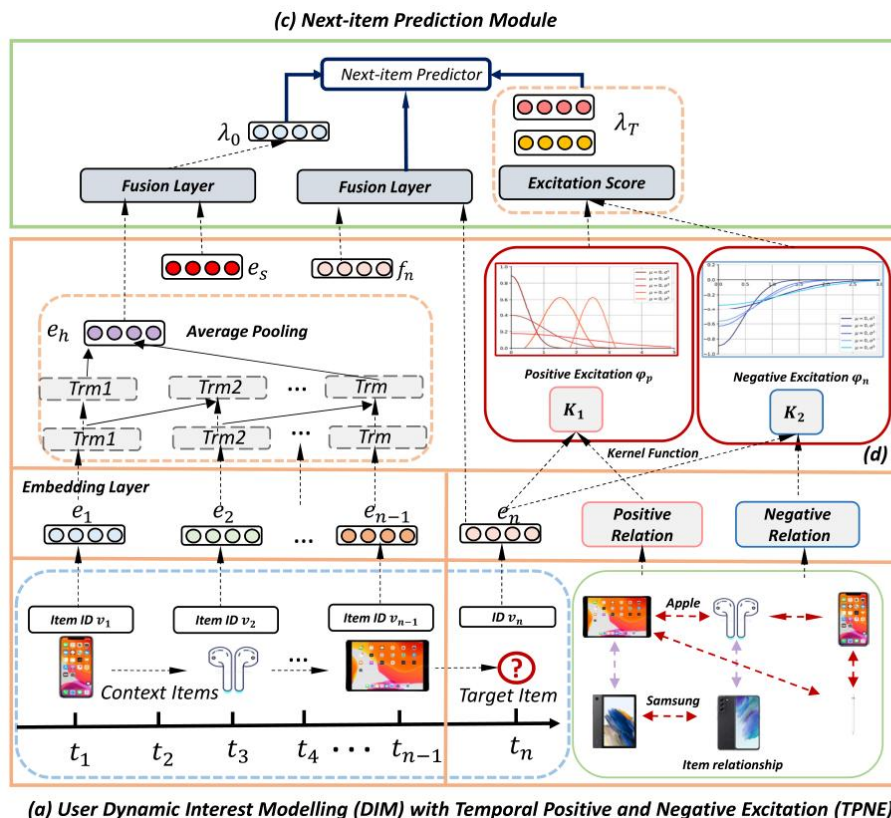 (c) Next-item Prediction Module
Next-item Predictor
λ0
λT
Fusion Layer
Fusion Layer
Excitation Score
es
fn
eh
Average Pooling
Trm1
Trm2
...
Trm
Trm1
Trm2
...
Trm
Positive Excitation φp
Negative Excitation φn
K1
K2
Kernel Function
(d)
Embedding Layer
e1
e2
...
en−1
en
Positive
Relation
Negative
Relation
Item ID v1
Item ID v2
Item ID vn−1
ID vn
...
?
Context Items
Target Item
t1
t2
t3
t4
...
tn−1
tn
Apple
Samsung
Item relationship
(a) User Dynamic Interest Modelling (DIM) with Temporal Positive and Negative Excitation (TPNE)